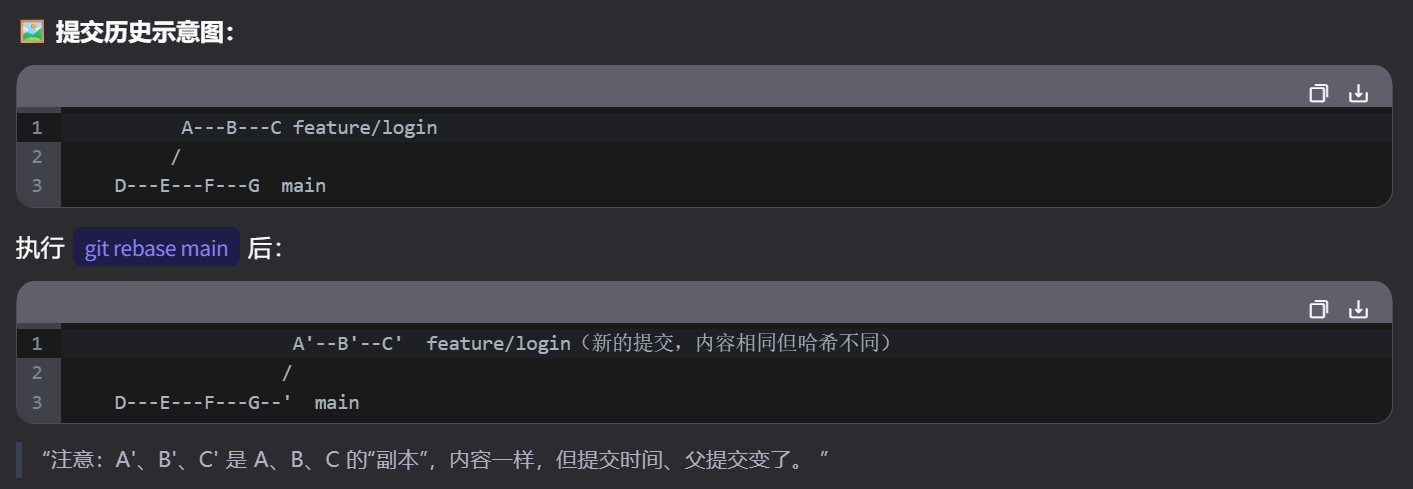 提交历史示意图：
1 A---B---C feature/login
2 /
3 D---E---F---G  main
执行 git rebase main 后：
1 A'--B'--C'  feature/login（新的提交，内容相同但哈希不同）
2 /
3 D---E---F---G--'  main
“注意：A'、B'、C' 是 A、B、C 的“副本”，内容一样，但提交时间、父提交变了。 ”